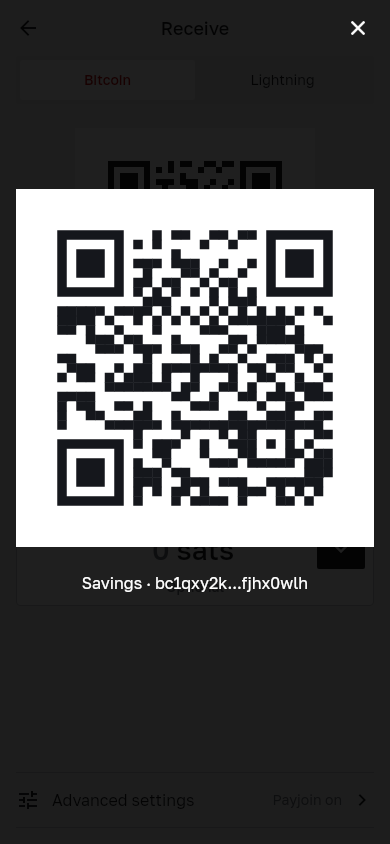 Receive
Bitcoin
Lightning
0 sats
Savings · bc1qxy2k...fjhx0wlh
Advanced settings
Payjoin on